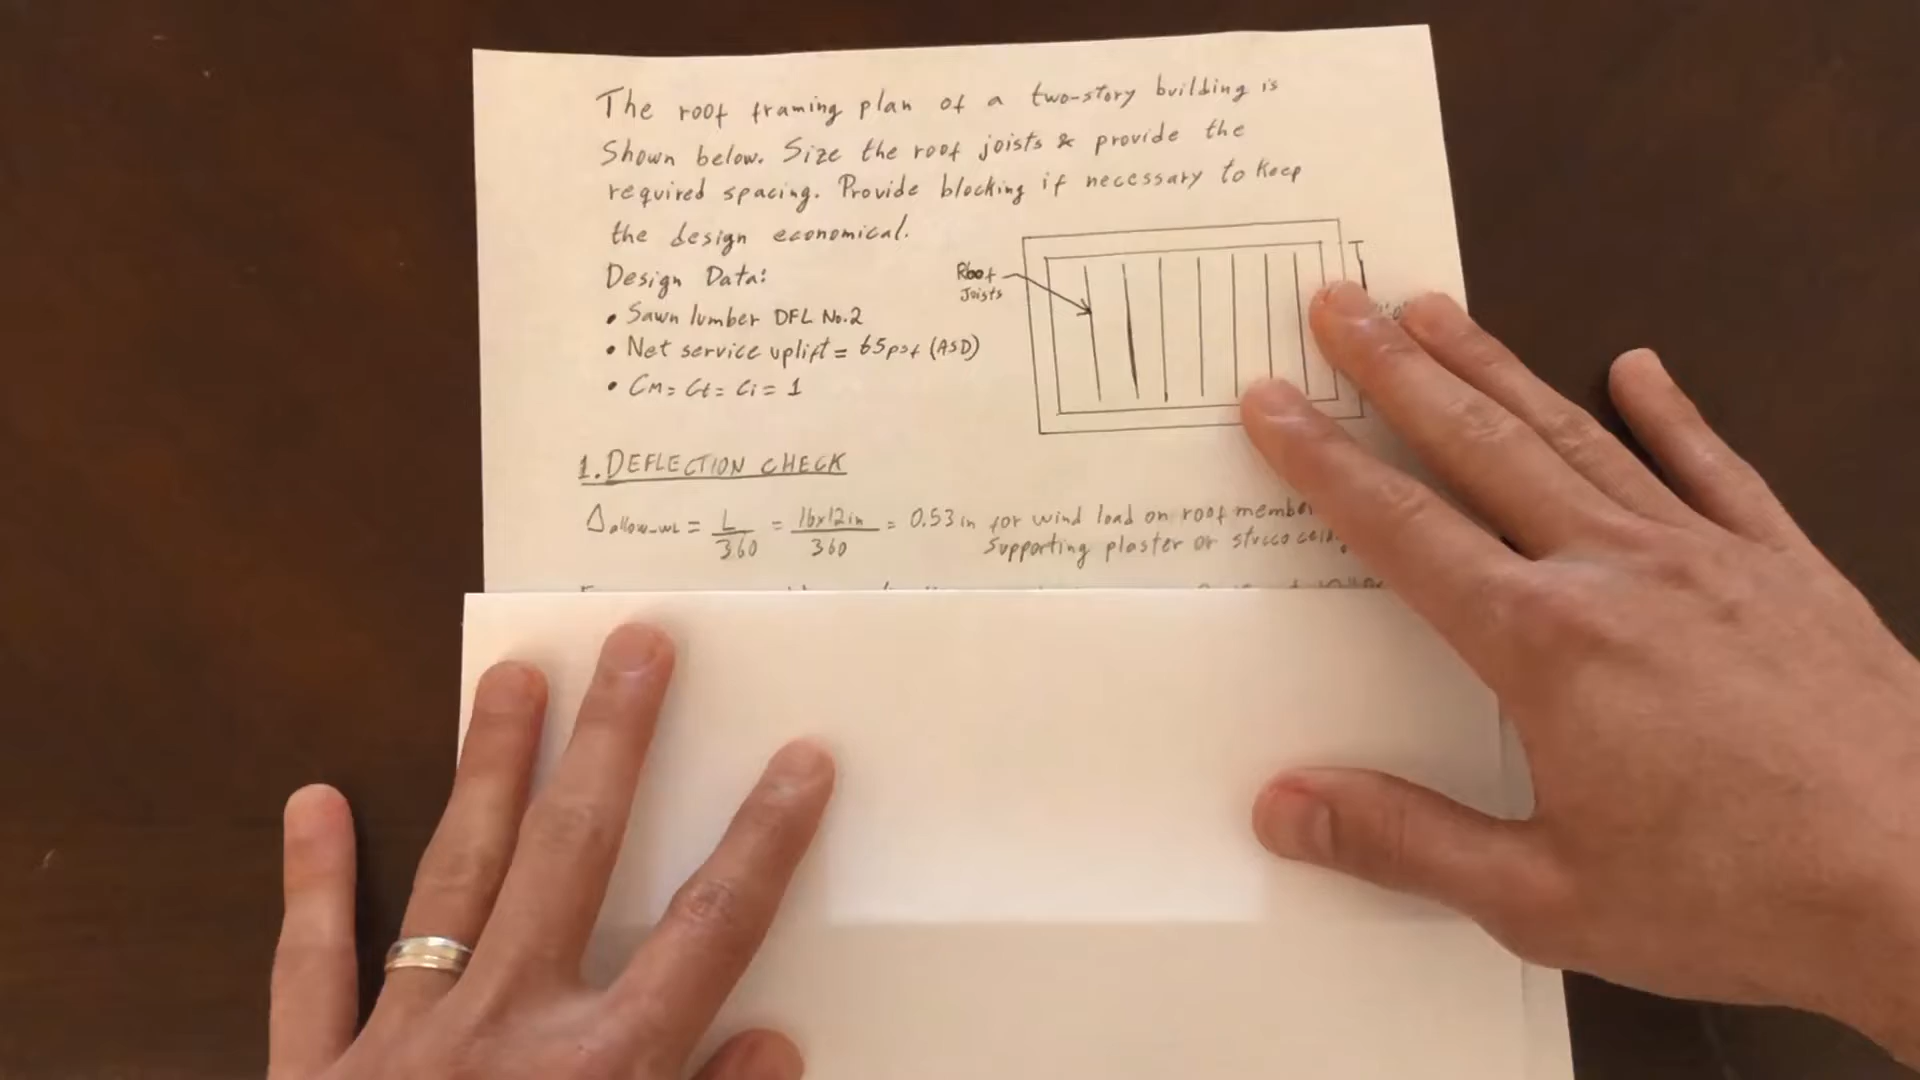 The roof framing plan of a two-story building is
Shown below. Size the roof joists & provide the
required spacing. Provide blocking if necessary to keep
the design economical.
Design Data:
• Sawn lumber DFL No.2
• Net service uplift = 65psf (ASD)
• CM = Ct = Ci = 1
Roof
Joists
1. DEFLECTION CHECK
Δallow-WL = L/360 = 16x12in/360 = 0.53in for wind load on roof member
Supporting plaster or stucco